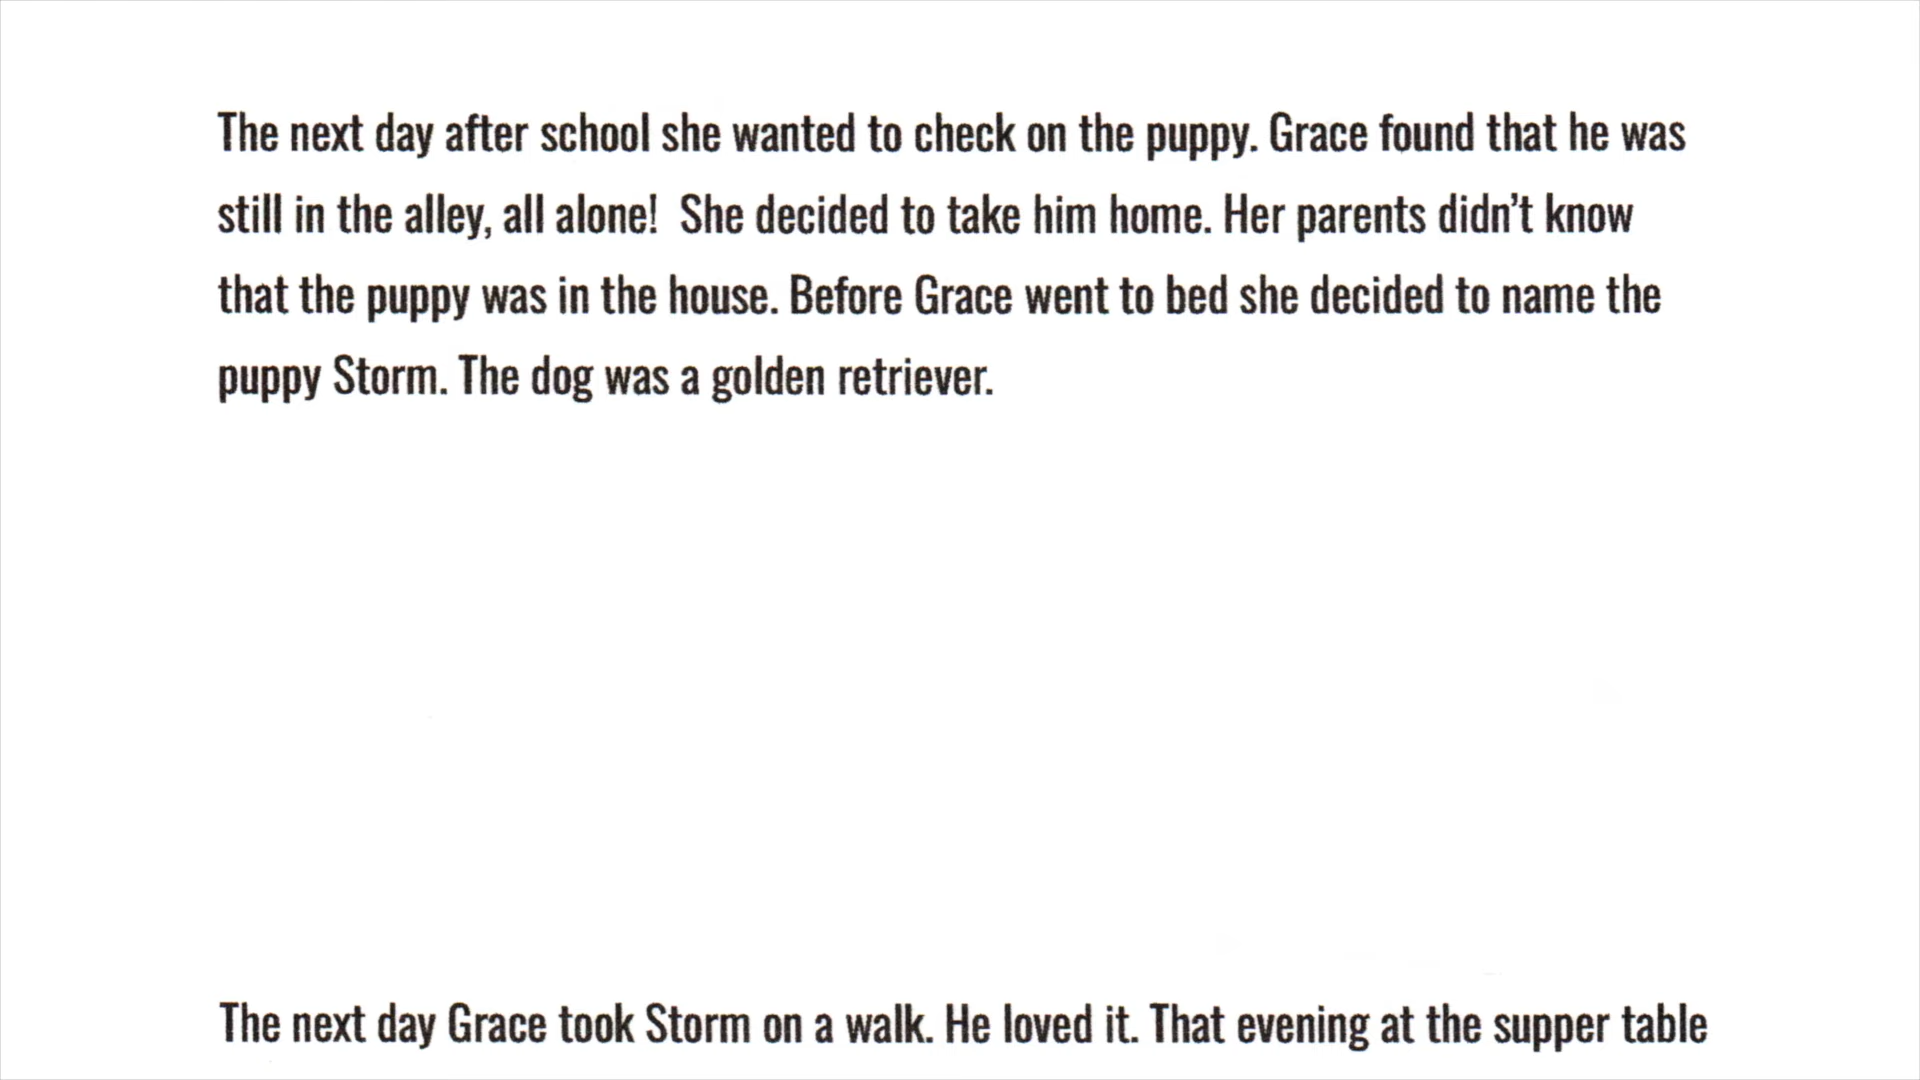 The next day after school she wanted to check on the puppy. Grace found that he was
still in the alley, all alone!  She decided to take him home. Her parents didn’t know
that the puppy was in the house. Before Grace went to bed she decided to name the
puppy Storm. The dog was a golden retriever.
The next day Grace took Storm on a walk. He loved it. That evening at the supper table